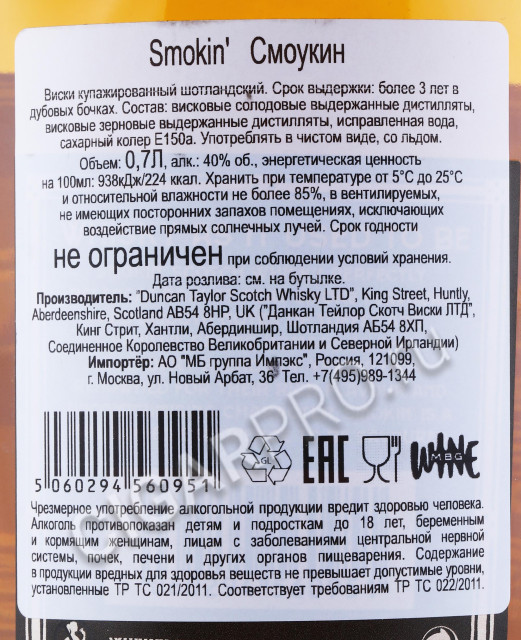 Smokin' Смоукин
Виски купажированный шотландский. Срок выдержки: более 3 лет в
дубовых бочках. Состав: висковые солодовые выдержанные дистилляты,
висковые зерновые выдержанные дистилляты, исправленная вода,
сахарный колер Е150а. Употреблять в чистом виде, со льдом.
Объем: 0,7Л, алк.: 40% об., энергетическая ценность
на 100мл: 938кДж/224 ккал. Хранить при температуре от 5°С до 25°С
и относительной влажности не более 85%, в вентилируемых,
не имеющих посторонних запахов помещениях, исключающих
воздействие прямых солнечных лучей. Срок годности
не ограничен при соблюдении условий хранения.
Дата розлива: см. на бутылке.
Производитель: "Duncan Taylor Scotch Whisky LTD", King Street, Huntly,
Aberdeenshire, Scotland AB54 8HP, UK ("Данкан Тейлор Скотч Виски ЛТД",
Кинг Стрит, Хантли, Абердиншир, Шотландия АБ54 8ХП,
Соединенное Королевство Великобритании и Северной Ирландии)
Импортёр: АО "МБ группа Импэкс", Россия, 121099,
г. Москва, ул. Новый Арбат, 36 Тел. +7(495)989-1344
GL EAC WINE MBG
5 060294 560951
Чрезмерное употребление алкогольной продукции вредит здоровью человека.
Алкоголь противопоказан детям и подросткам до 18 лет, беременным
и кормящим женщинам, лицам с заболеваниями центральной нервной
системы, почек, печени и других органов пищеварения. Содержание
в продукции вредных для здоровья веществ не превышает допустимые уровни,
установленные ТР ТС 021/2011. Соответствует требованиям ТР ТС 022/2011.
CIGARPRO.ru